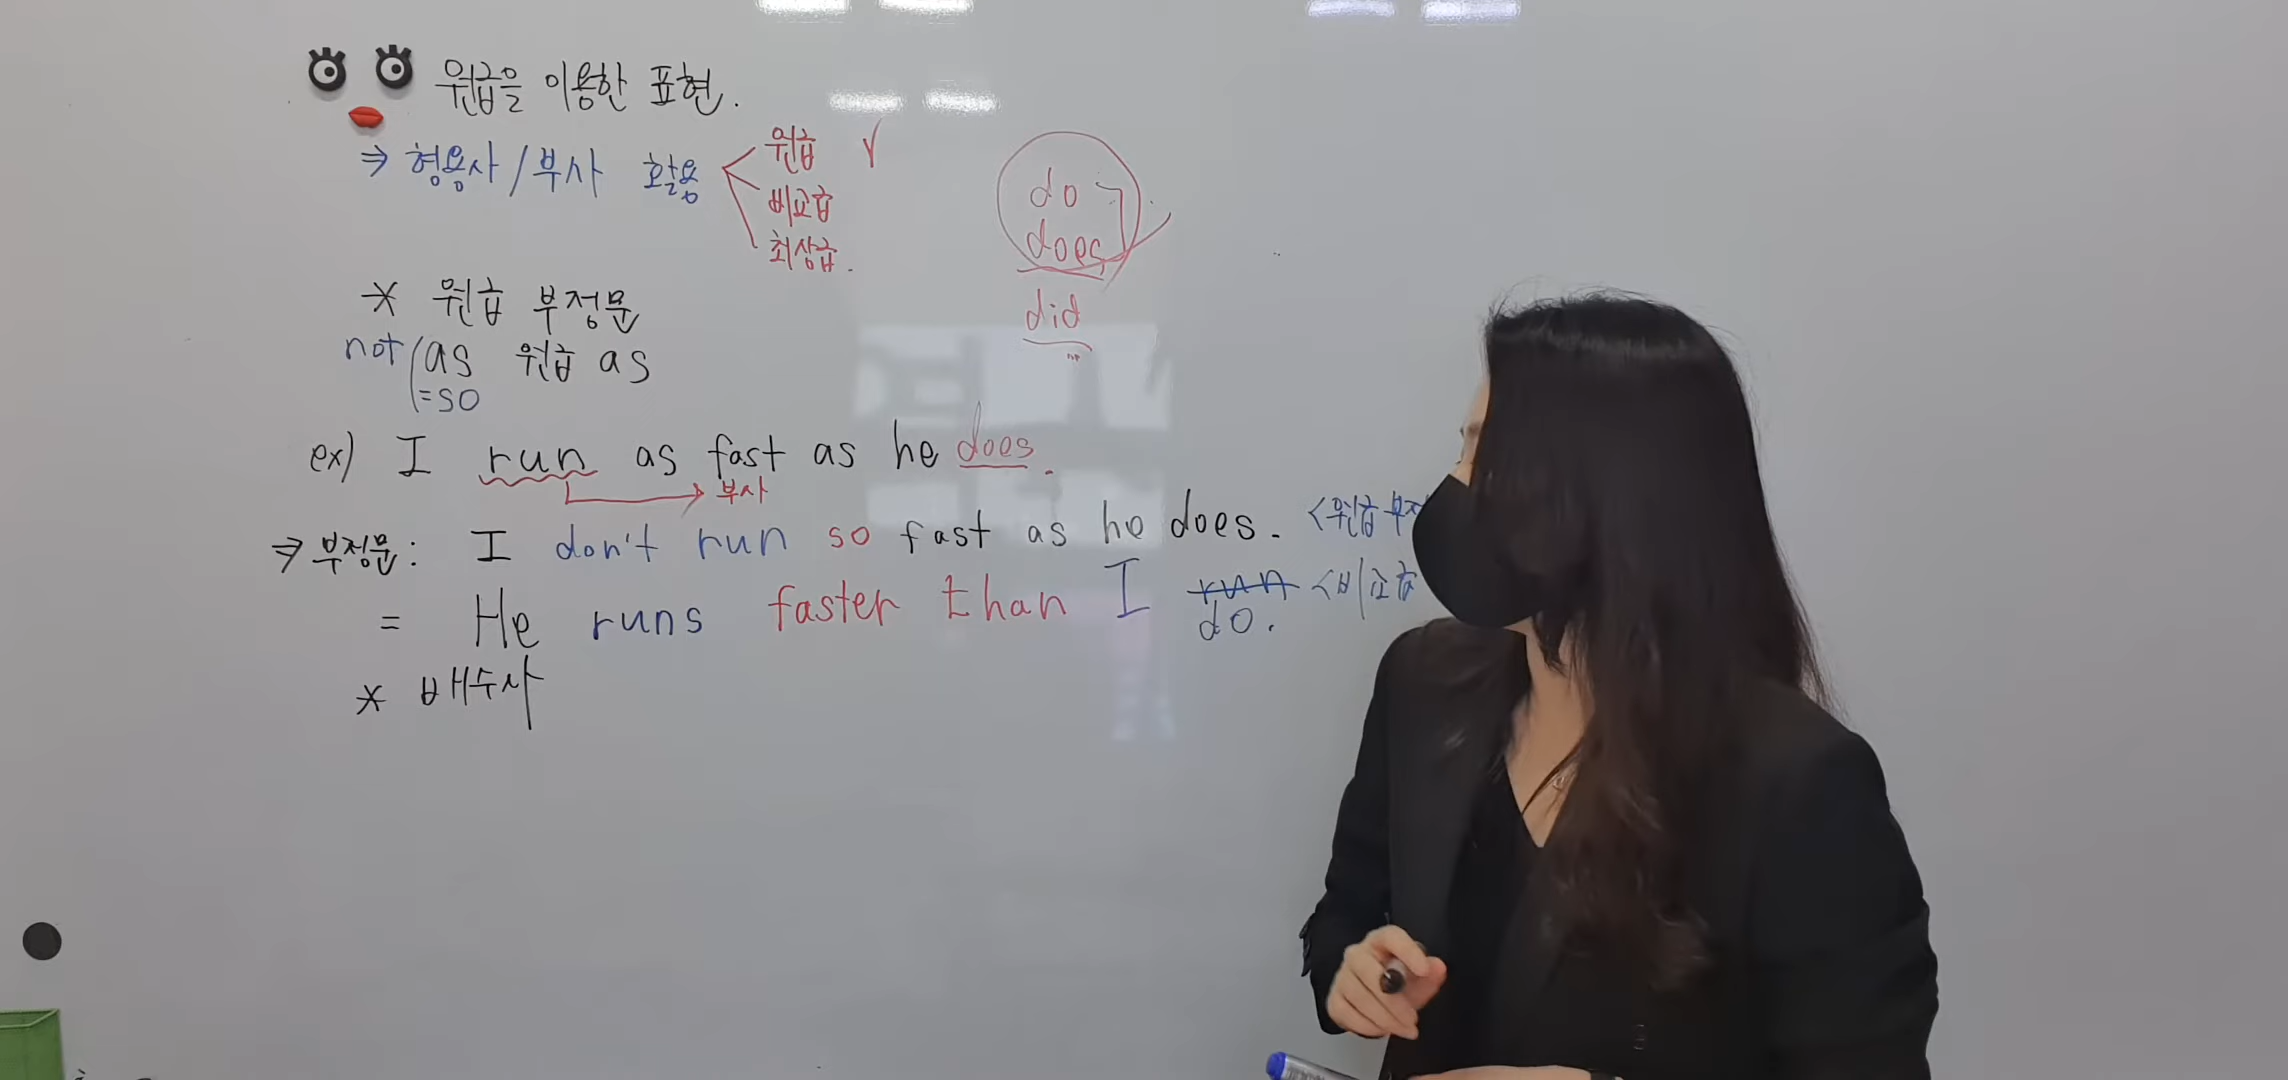 원급을 이용한 표현.
⇒ 형용사/부사 활용
원급 √
비교급
최상급.
do
does
did
* 원급 부정문
not (as 원급 as
=so
ex) I run as fast as he does.
부사
⇒ 부정문: I don't run so fast as he does. <원급 부정
= He runs faster than I run <비교급
do.
* 배수사